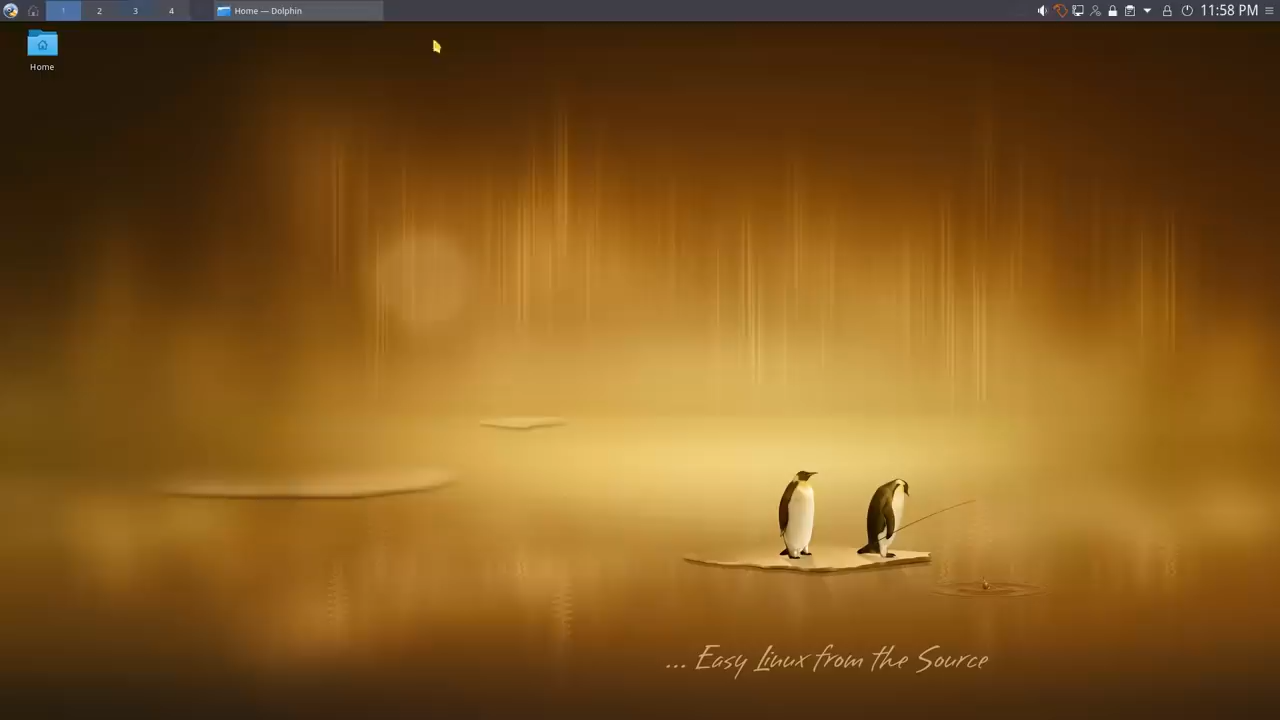 1 2 3 4 Home — Dolphin 11:58 PM
Home
... Easy Linux from the Source